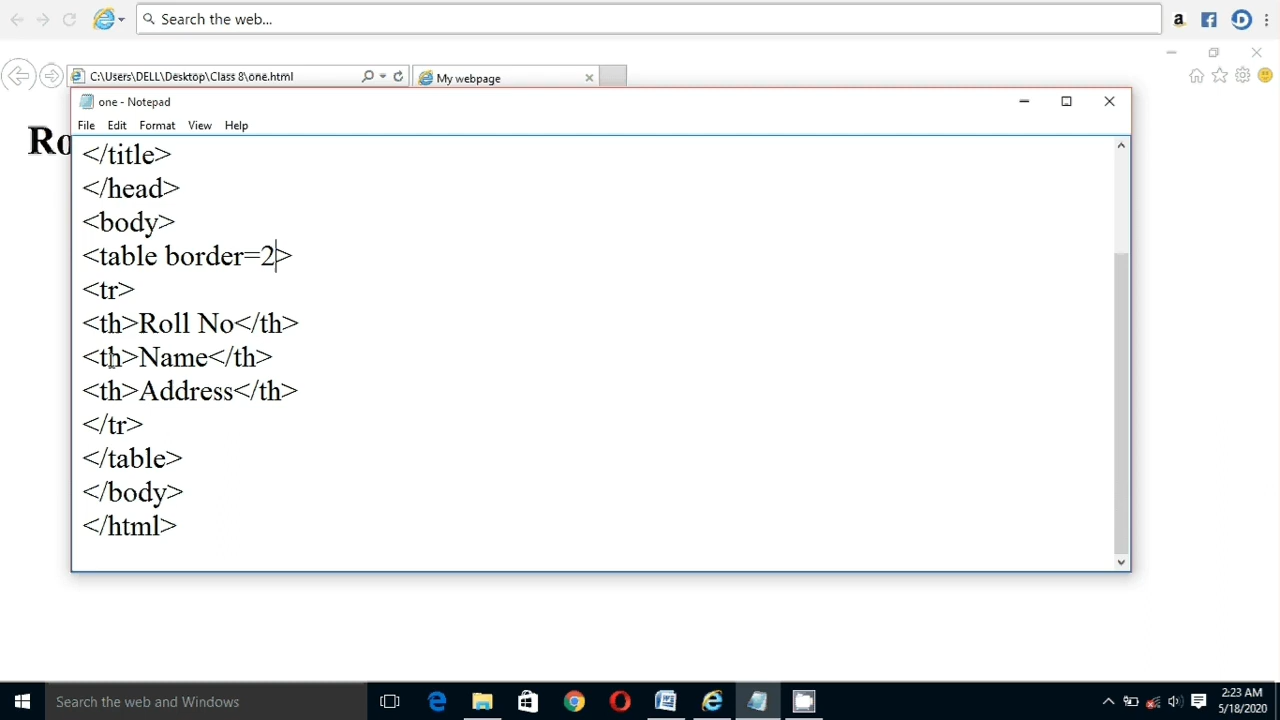 Search the web...
C:\Users\DELL\Desktop\Class 8\one.html
My webpage
one - Notepad
File Edit Format View Help
Ro
</title>
</head>
<body>
<table border=2>
<tr>
<th>Roll No</th>
<th>Name</th>
<th>Address</th>
</tr>
</table>
</body>
</html>
Search the web and Windows
2:23 AM
5/18/2020